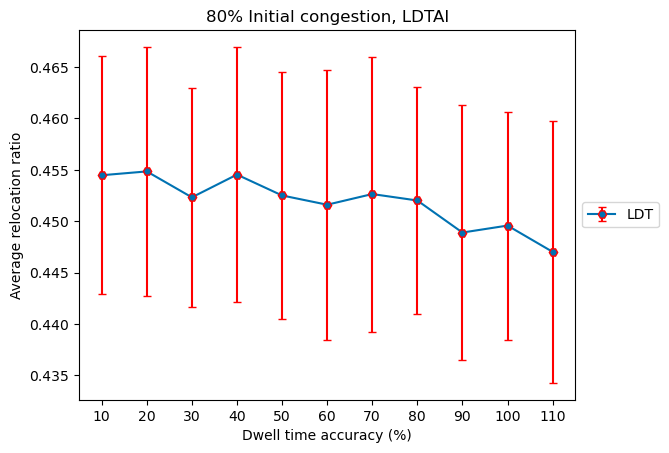 80% Initial congestion, LDTAI
Average relocation ratio
0.465
0.460
0.455
0.450
0.445
0.440
0.435
10 20 30 40 50 60 70 80 90 100 110
Dwell time accuracy (%)
LDT